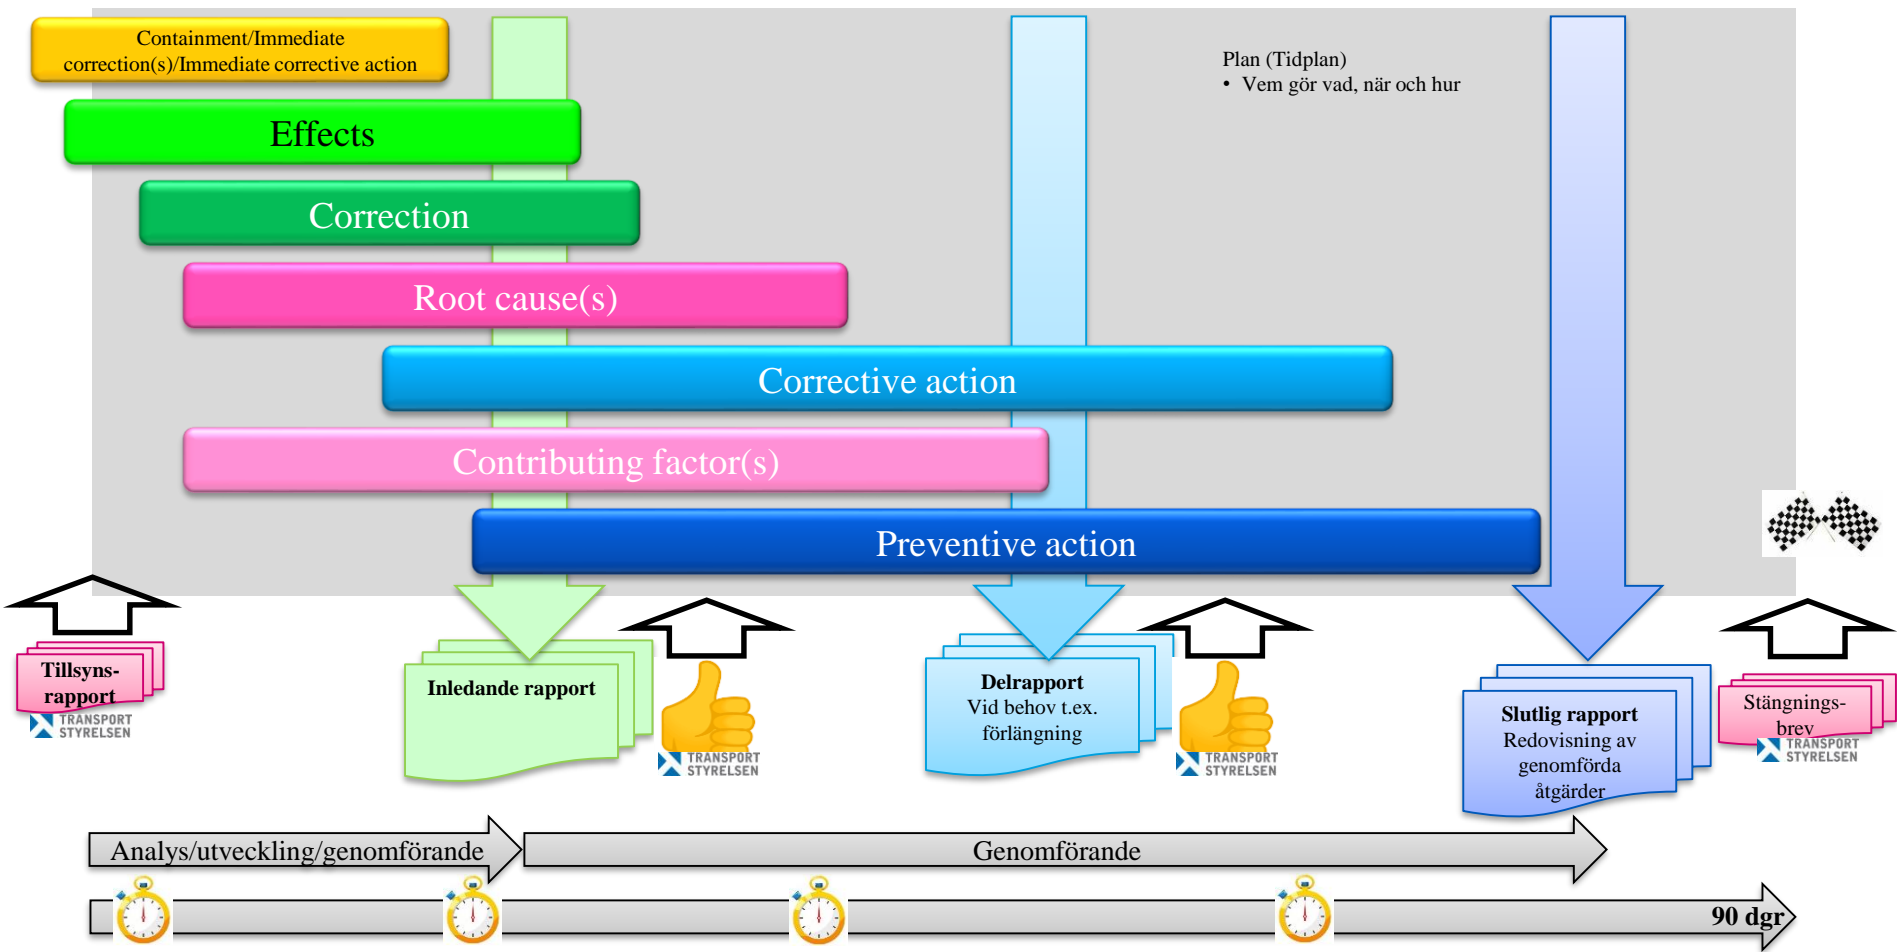 Containment/Immediate
correction(s)/Immediate corrective action
Plan (Tidplan)
• Vem gör vad, när och hur
Effects
Correction
Root cause(s)
Corrective action
Contributing factor(s)
Preventive action
Tillsyns-
rapport
TRANSPORT
STYRELSEN
Inledande rapport
TRANSPORT
STYRELSEN
Delrapport
Vid behov t.ex.
förlängning
TRANSPORT
STYRELSEN
Slutlig rapport
Redovisning av
genomförda
åtgärder
Stängnings-
brev
TRANSPORT
STYRELSEN
Analys/utveckling/genomförande
Genomförande
90 dgr